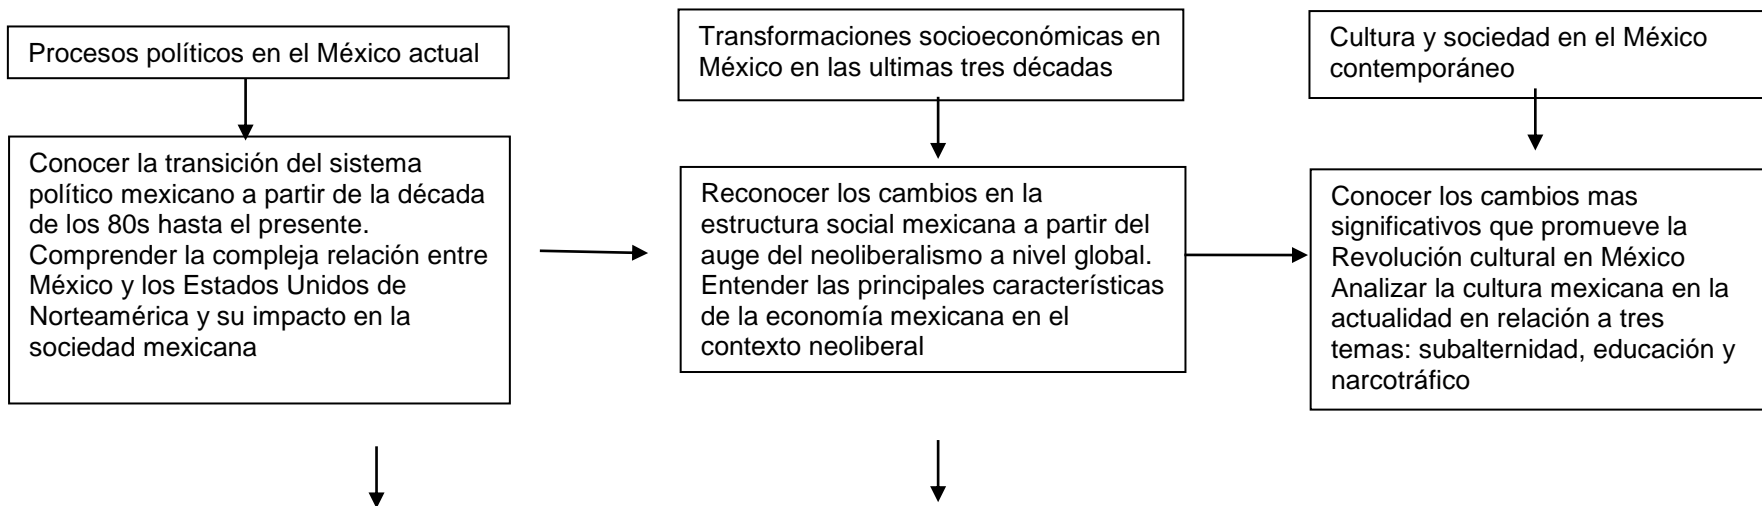 Procesos políticos en el México actual
Transformaciones socioeconómicas en
México en las ultimas tres décadas
Cultura y sociedad en el México
contemporáneo
Conocer la transición del sistema
político mexicano a partir de la década
de los 80s hasta el presente.
Comprender la compleja relación entre
México y los Estados Unidos de
Norteamérica y su impacto en la
sociedad mexicana
Reconocer los cambios en la
estructura social mexicana a partir del
auge del neoliberalismo a nivel global.
Entender las principales características
de la economía mexicana en el
contexto neoliberal
Conocer los cambios mas
significativos que promueve la
Revolución cultural en México
Analizar la cultura mexicana en la
actualidad en relación a tres
temas: subalternidad, educación y
narcotráfico